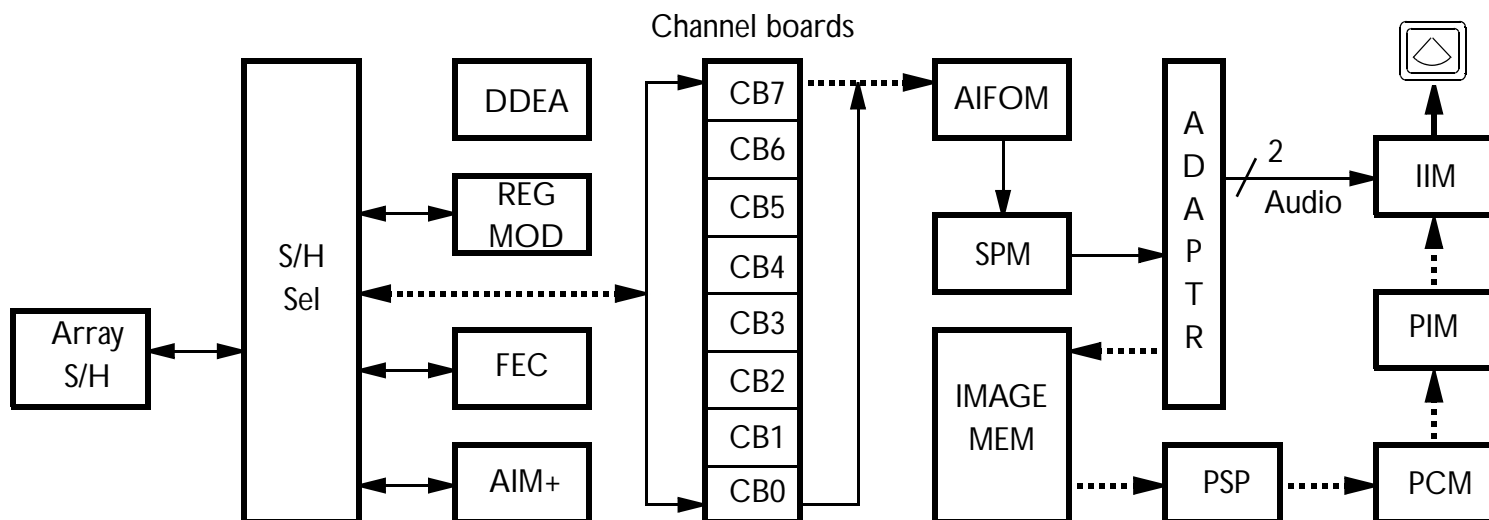 Channel boards
DDEA
CB7
AIFOM
A
D
A
P
T
R
2
Audio
IIM
REG
MOD
CB6
CB5
S/H
Sel
CB4
SPM
CB3
PIM
Array
S/H
FEC
CB2
IMAGE
MEM
CB1
AIM+
CB0
PSP
PCM